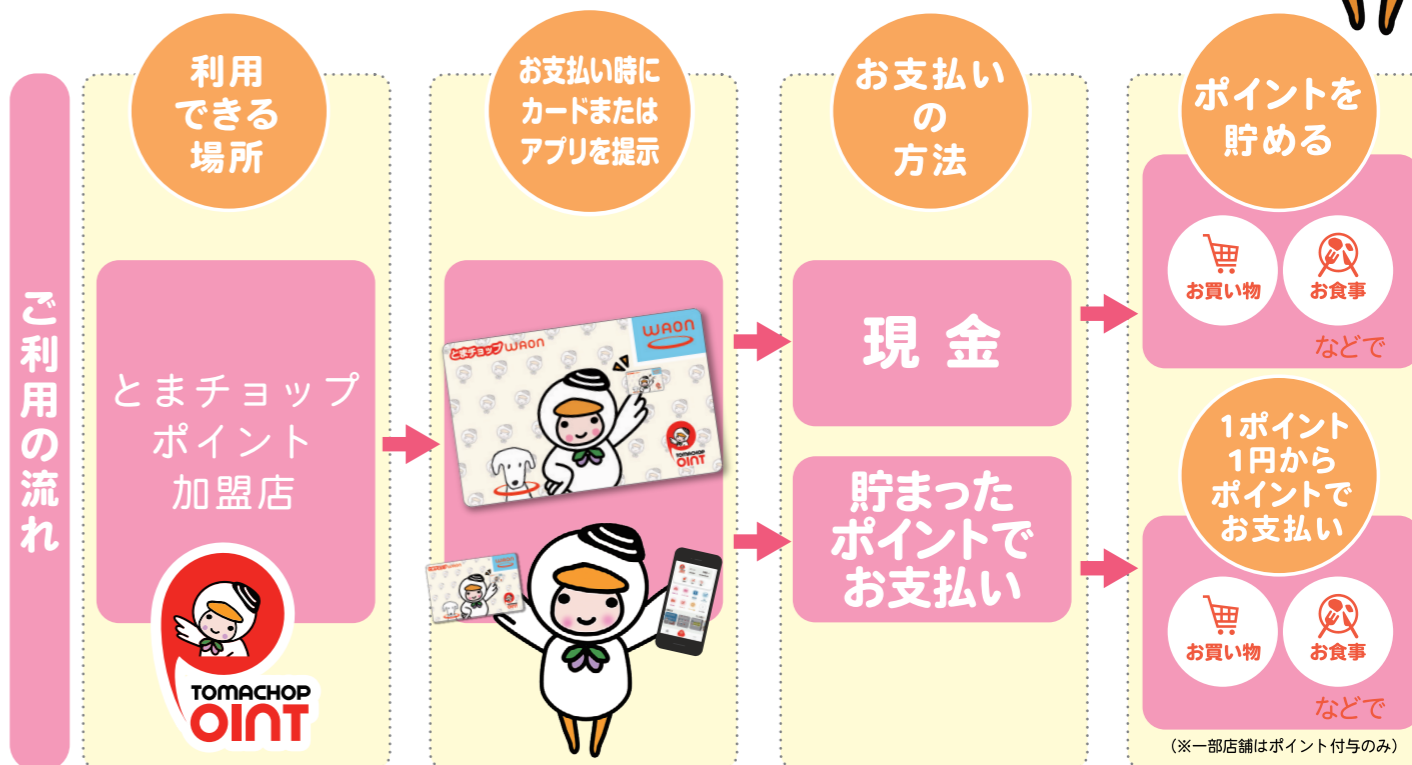 ご利用の流れ
利用
できる
場所
とまチョップ
ポイント
加盟店
TOMACHOP
OINT
お支払い時に
カードまたは
アプリを提示
とまチョップ WAON
WAON
TOMACHOP
OINT
お支払い
の
方法
現金
貯まった
ポイントで
お支払い
ポイントを
貯める
お買い物
お食事
などで
1ポイント
1円から
ポイントで
お支払い
お買い物
お食事
などで
(※一部店舗はポイント付与のみ)